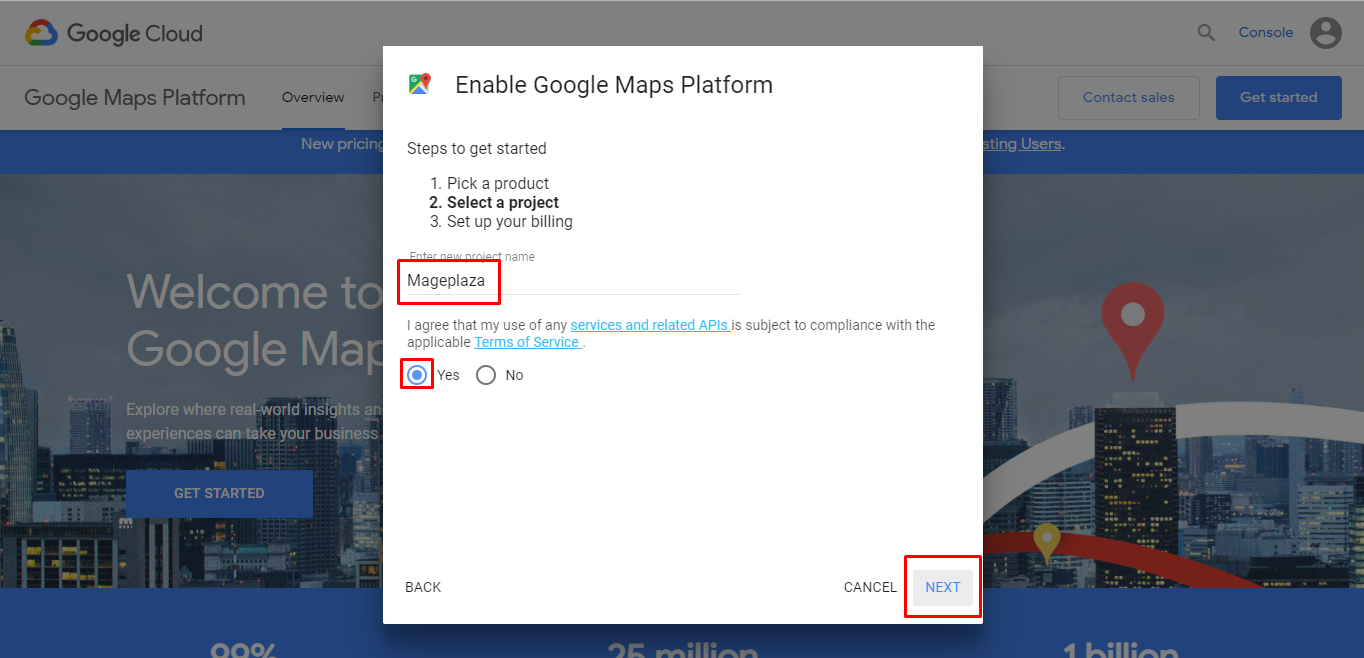 Google Cloud
Console
Google Maps Platform
Overview
Contact sales
Get started
New pricing
sting Users.
Enable Google Maps Platform
Steps to get started
1. Pick a product
2. Select a project
3. Set up your billing
Enter new project name
Mageplaza
I agree that my use of any services and related APIs is subject to compliance with the
applicable Terms of Service .
Yes
No
Welcome to
Google Map
Explore where real-world insights an
experiences can take your business
GET STARTED
BACK
CANCEL
NEXT
99%
25 million
1 billion